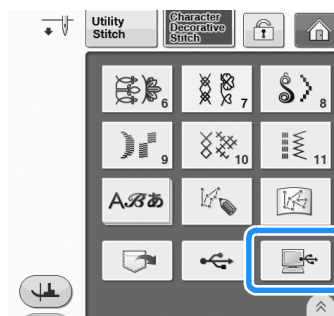 Utility
Stitch
Character
Decorative
Stitch
6
7
8
9
10
11
ABあ